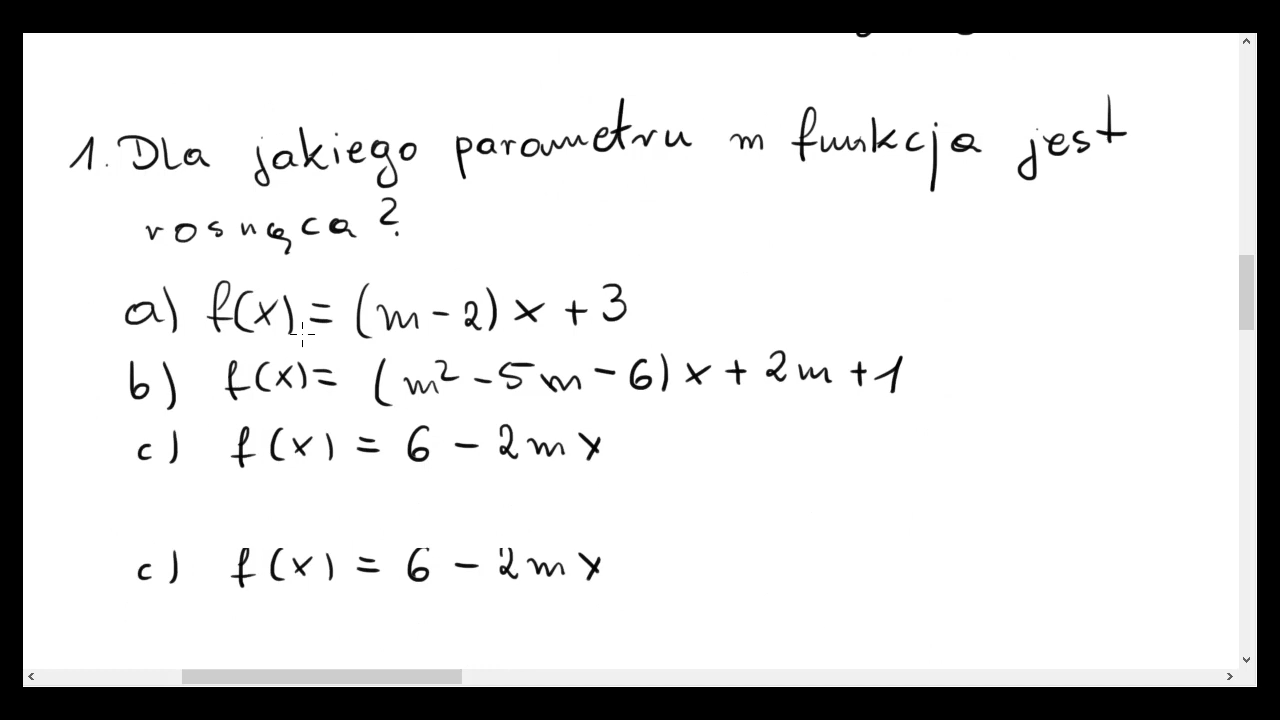 1. Dla jakiego parametru m funkcja jest
rosnąca?
a) f(x) = (m - 2) x + 3
b) f(x) = (m² - 5m - 6) x + 2m + 1
c) f(x) = 6 - 2mx
c) f(x) = 6 - 2mx